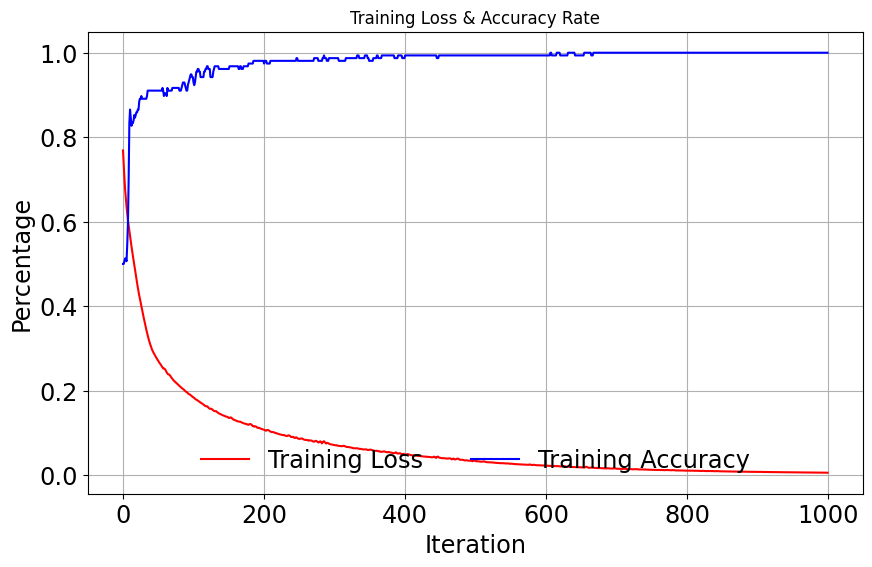 Training Loss & Accuracy Rate
1.0
0.8
0.6
0.4
0.2
0.0
Percentage
Training Loss Training Accuracy
0 200 400 600 800 1000
Iteration